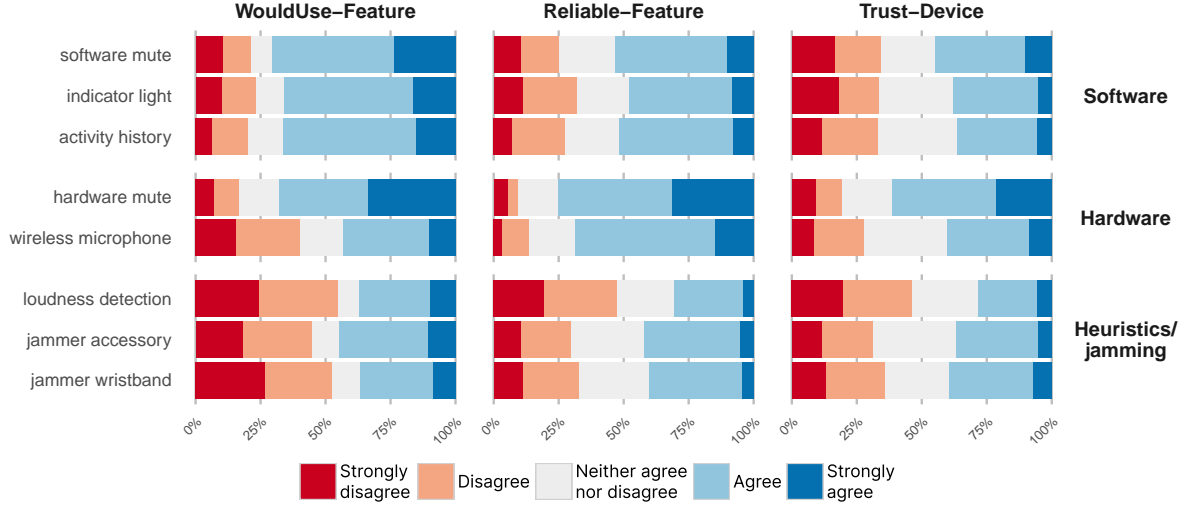 WouldUse–Feature Reliable–Feature Trust–Device
software mute
indicator light
activity history
Software
hardware mute
wireless microphone
Hardware
loudness detection
jammer accessory
jammer wristband
Heuristics/
jamming
0% 25% 50% 75% 100% 0% 25% 50% 75% 100% 0% 25% 50% 75% 100%
Strongly
disagree
Disagree
Neither agree
nor disagree
Agree
Strongly
agree